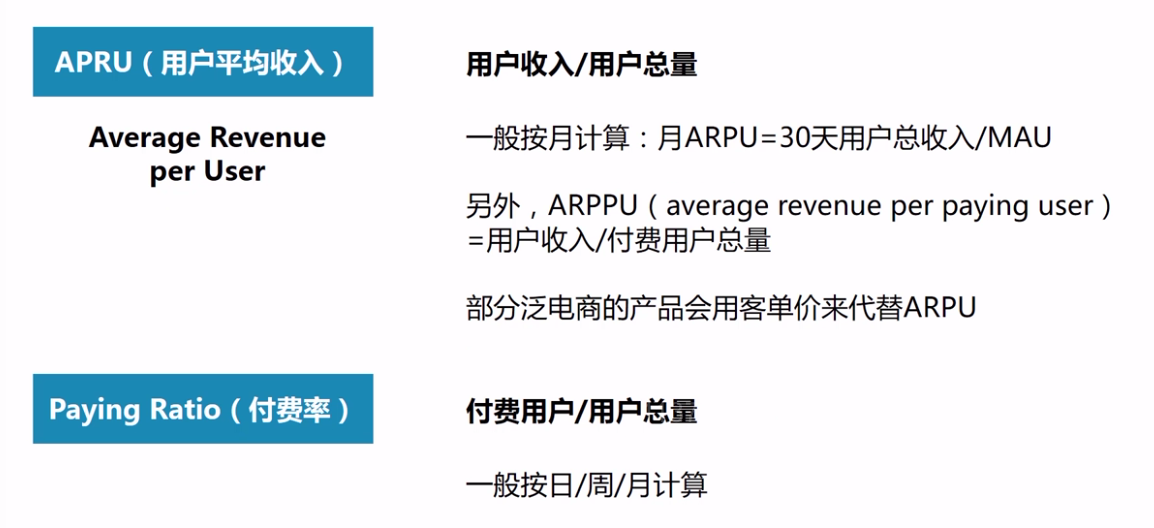 APRU（用户平均收入）
用户收入/用户总量
Average Revenue
per User
一般按月计算：月ARPU=30天用户总收入/MAU
另外，ARPPU（average revenue per paying user）
=用户收入/付费用户总量
部分泛电商的产品会用客单价来代替ARPU
Paying Ratio（付费率）
付费用户/用户总量
一般按日/周/月计算